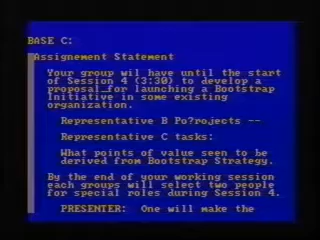 BASE C:
Assignement Statement
Your group wil have until the start
of Session 4 (3:30) to develop a
proposal for launching a Bootstrap
Initiative in some existing
organization.
Representative B Po?rojects --
Representative C tasks:
What points of value seen to be
derived from Bootstrap Strategy.
By the end of your working session
each groups will select two people
for special roles during Session 4.
PRESENTER: One will make the